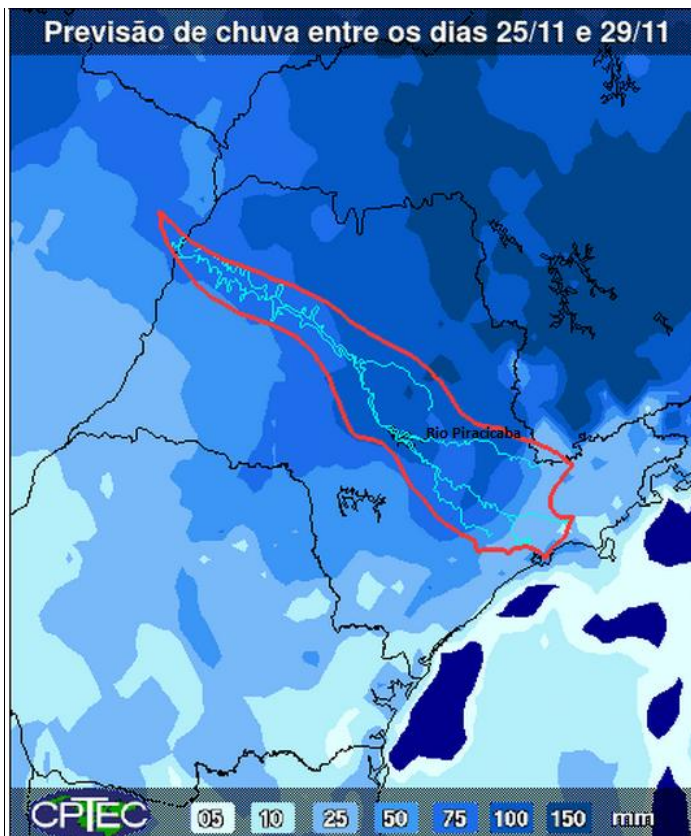 Previsão de chuva entre os dias 25/11 e 29/11
Rio Piracicaba
CPTEC 05 10 25 50 75 100 150 mm